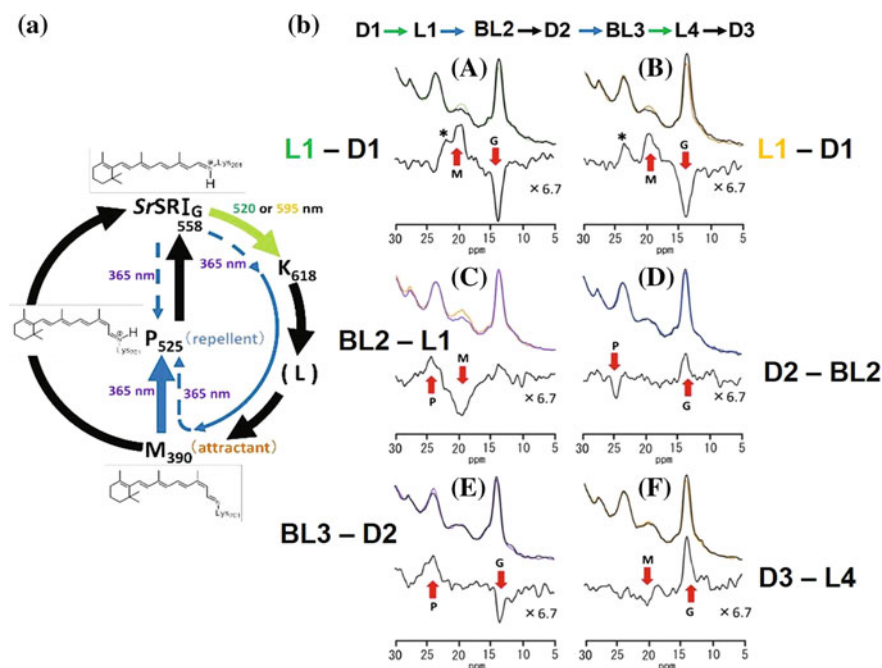 (a)
Lys201
H
SrSRIG
558
520 or 595 nm
365 nm
365 nm
K618
H
P525 (repellent)
(L)
365 nm
365 nm
M390 (attractant)
(b)
D1 → L1 → BL2 → D2 → BL3 → L4 → D3
(A)
L1 – D1
*
M
G
× 6.7
30 25 20 15 10 5
ppm
(B)
L1 – D1
*
M
G
× 6.7
30 25 20 15 10 5
ppm
(C)
BL2 – L1
P
M
× 6.7
30 25 20 15 10 5
ppm
(D)
D2 – BL2
P
G
× 6.7
30 25 20 15 10 5
ppm
(E)
BL3 – D2
P
G
× 6.7
30 25 20 15 10 5
ppm
(F)
D3 – L4
M
G
× 6.7
30 25 20 15 10 5
ppm